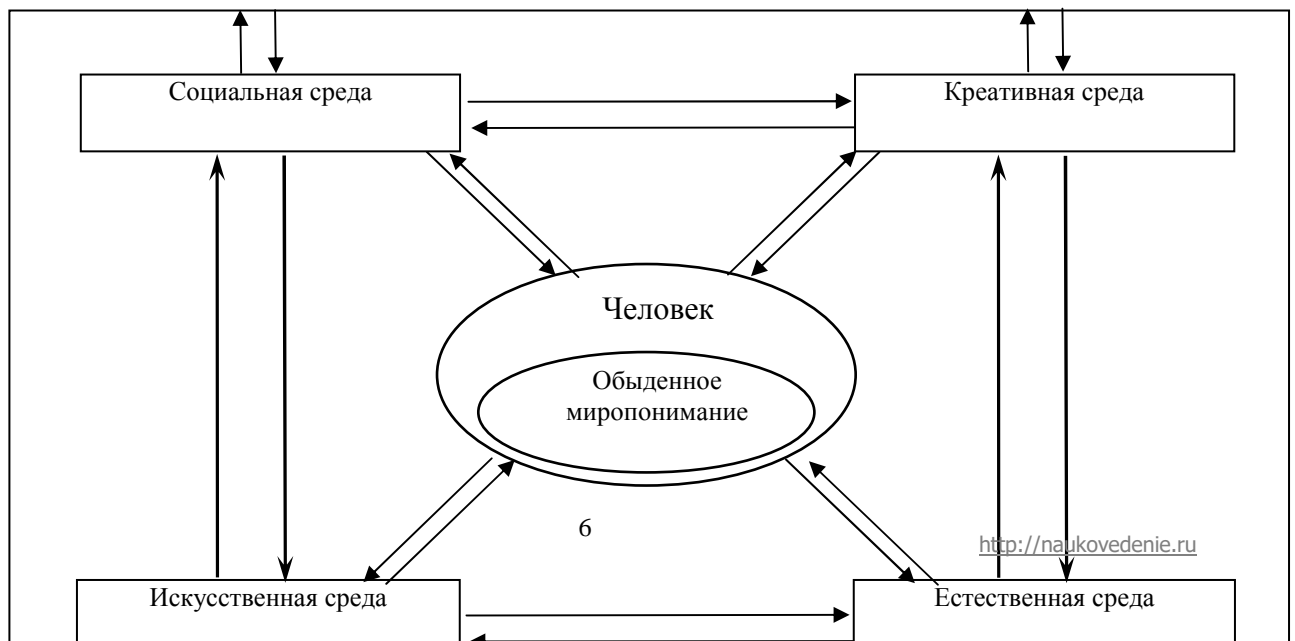 Социальная среда
Креативная среда
Человек
Обыденное
миропонимание
6
http://naukovedenie.ru
Искусственная среда
Естественная среда